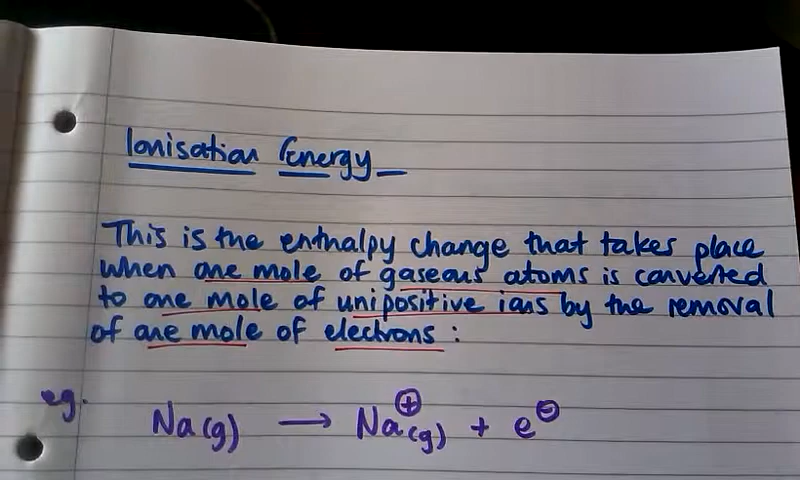 Ionisation Energy
This is the enthalpy change that takes place
when one mole of gaseous atoms is converted
to one mole of unipositive ions by the removal
of one mole of electrons :
eg. Na(g) → Na⊕(g) + e⊖